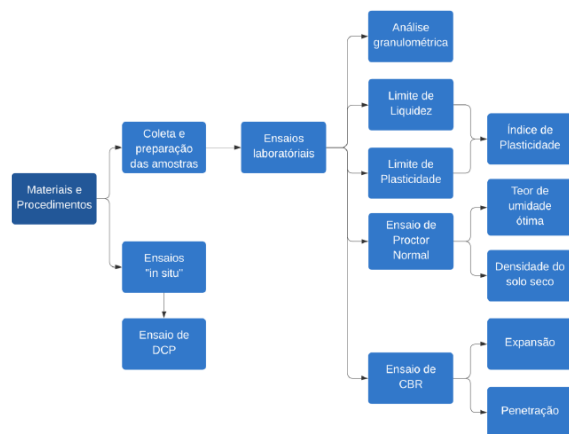 Análise
granulométrica
Limite de
Liquidez
Coleta e
preparação
das amostras
Ensaios
laboratóriais
Índice de
Plasticidade
Limite de
Plasticidade
Materiais e
Procedimentos
Teor de
umidade
ótima
Ensaio de
Proctor
Normal
Ensaios
"in situ"
Densidade do
solo seco
Ensaio de
DCP
Expansão
Ensaio de
CBR
Penetração